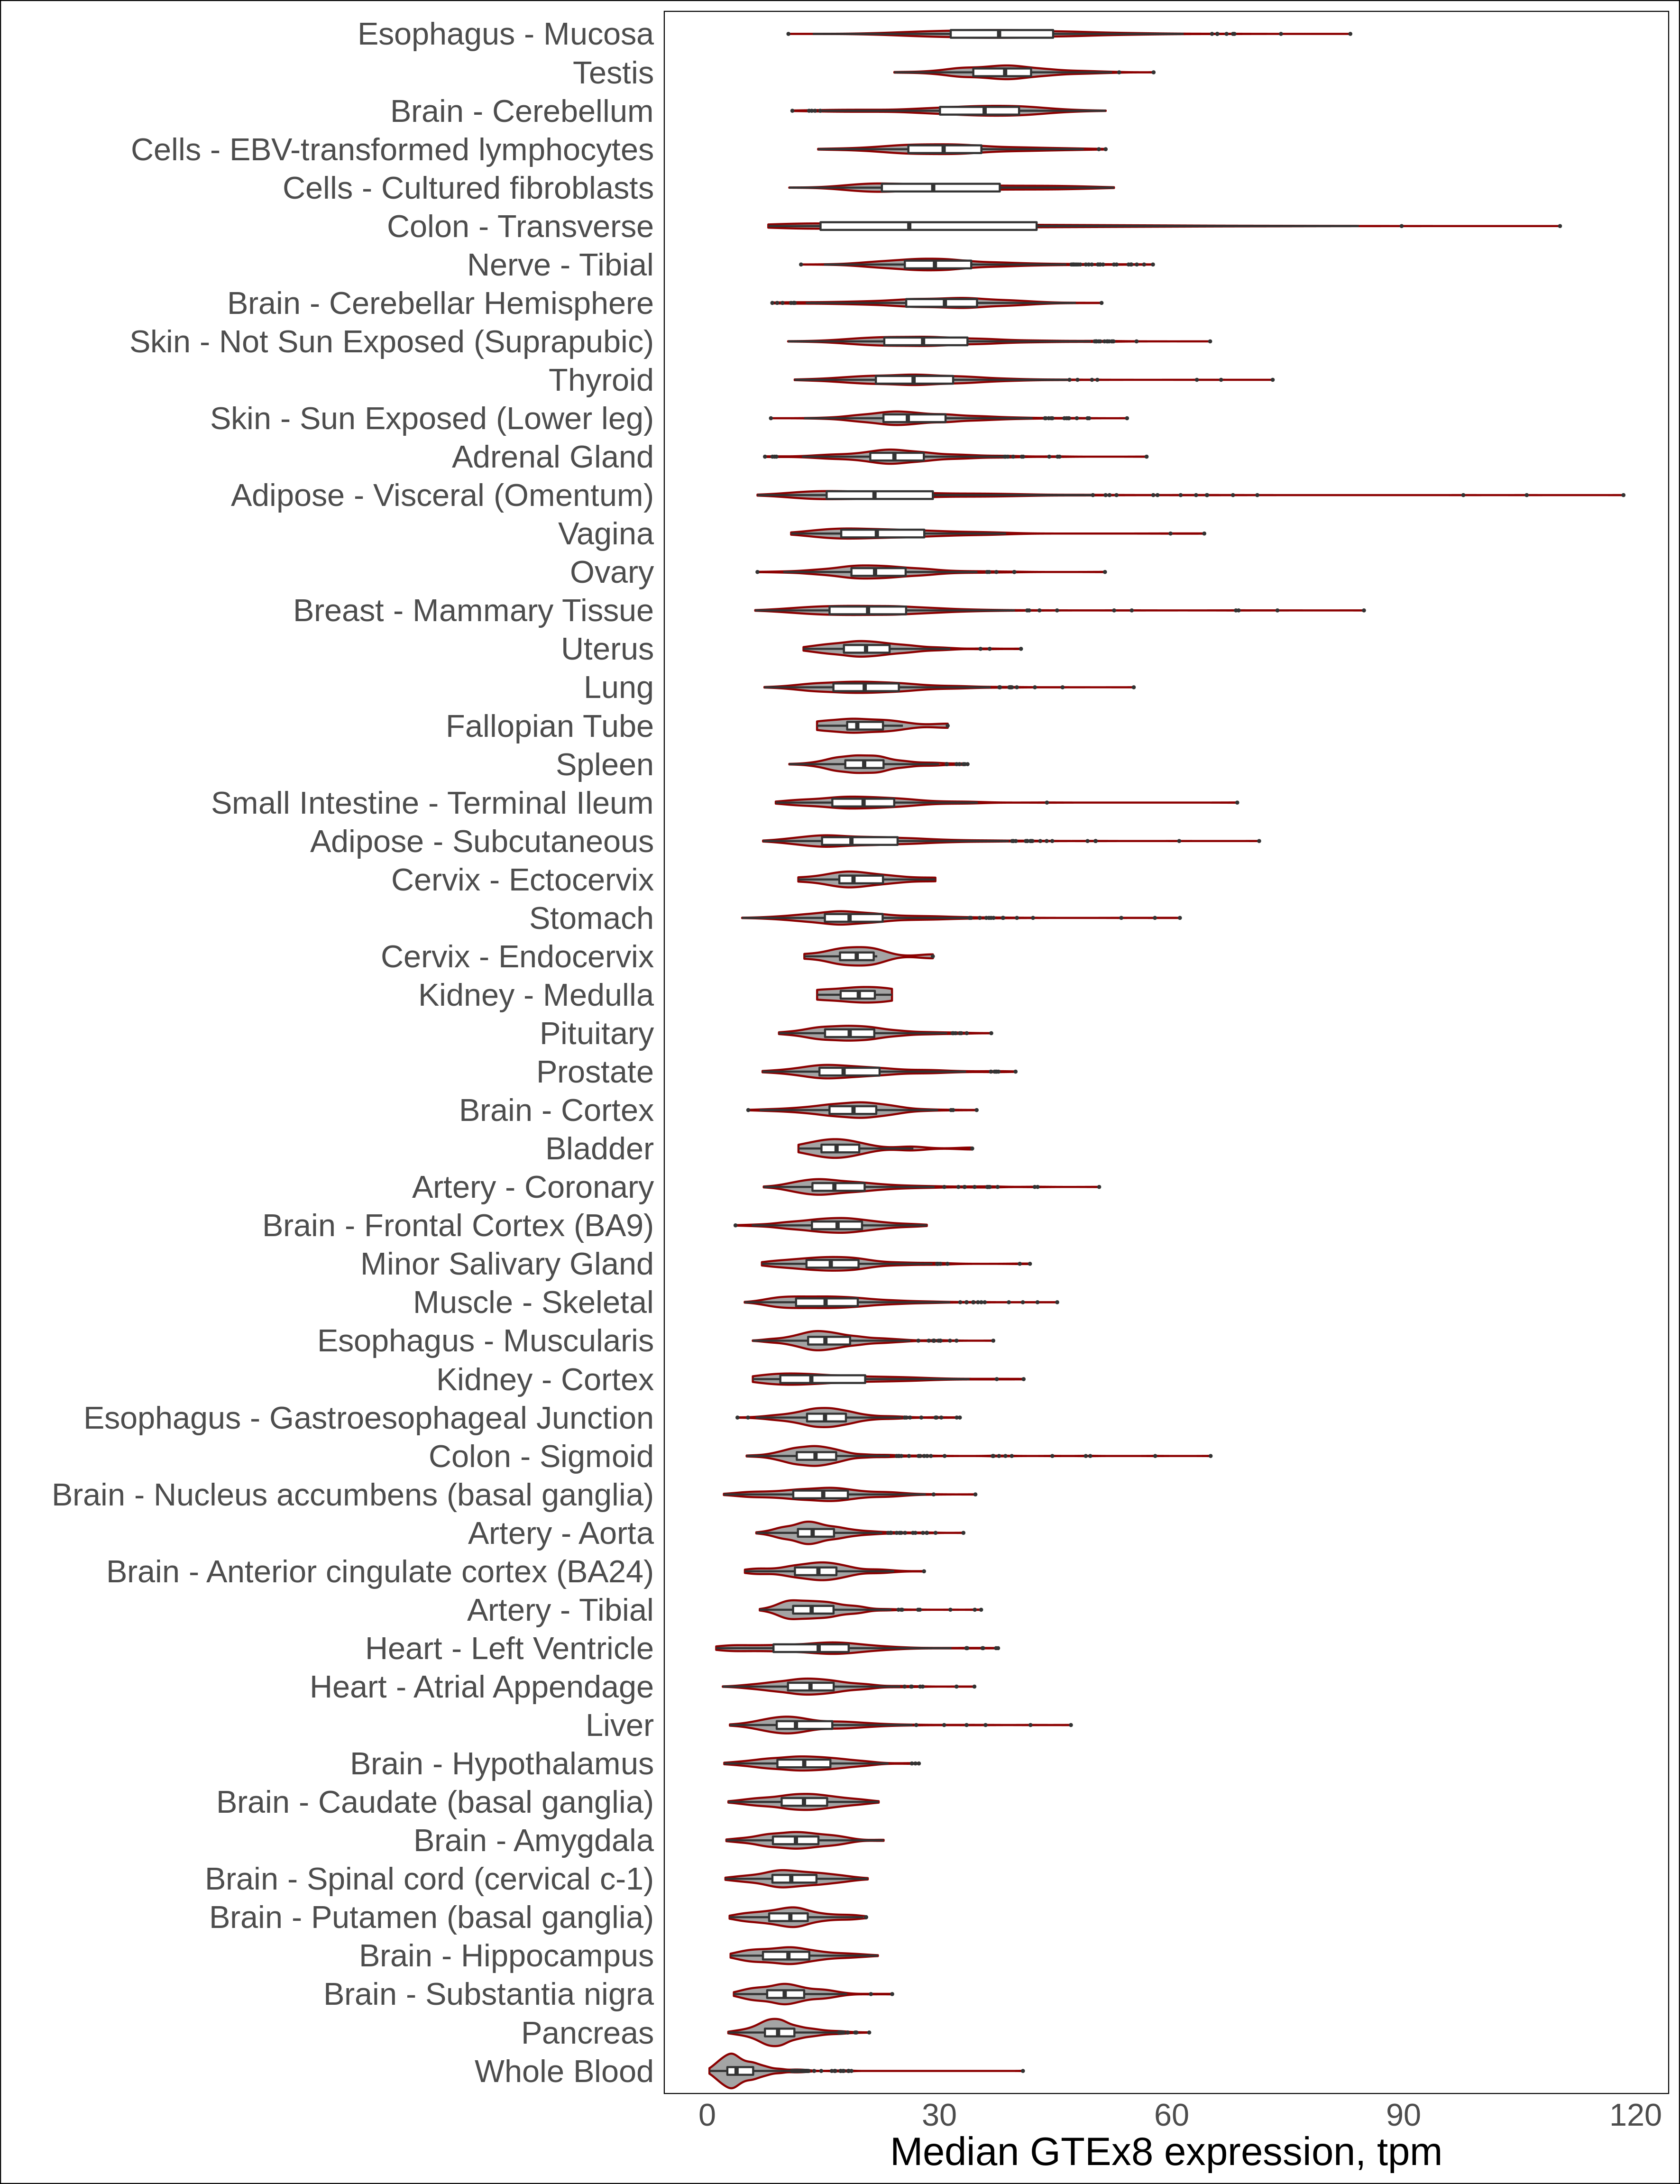 Esophagus - Mucosa
Testis
Brain - Cerebellum
Cells - EBV-transformed lymphocytes
Cells - Cultured fibroblasts
Colon - Transverse
Nerve - Tibial
Brain - Cerebellar Hemisphere
Skin - Not Sun Exposed (Suprapubic)
Thyroid
Skin - Sun Exposed (Lower leg)
Adrenal Gland
Adipose - Visceral (Omentum)
Vagina
Ovary
Breast - Mammary Tissue
Uterus
Lung
Fallopian Tube
Spleen
Small Intestine - Terminal Ileum
Adipose - Subcutaneous
Cervix - Ectocervix
Stomach
Cervix - Endocervix
Kidney - Medulla
Pituitary
Prostate
Brain - Cortex
Bladder
Artery - Coronary
Brain - Frontal Cortex (BA9)
Minor Salivary Gland
Muscle - Skeletal
Esophagus - Muscularis
Kidney - Cortex
Esophagus - Gastroesophageal Junction
Colon - Sigmoid
Brain - Nucleus accumbens (basal ganglia)
Artery - Aorta
Brain - Anterior cingulate cortex (BA24)
Artery - Tibial
Heart - Left Ventricle
Heart - Atrial Appendage
Liver
Brain - Hypothalamus
Brain - Caudate (basal ganglia)
Brain - Amygdala
Brain - Spinal cord (cervical c-1)
Brain - Putamen (basal ganglia)
Brain - Hippocampus
Brain - Substantia nigra
Pancreas
Whole Blood
0 30 60 90 120
Median GTEx8 expression, tpm